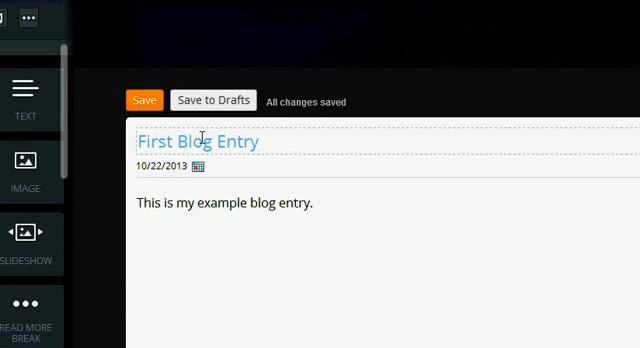 TEXT
IMAGE
SLIDESHOW
READ MORE
BREAK
Save
Save to Drafts
All changes saved
First Blog Entry
10/22/2013
This is my example blog entry.